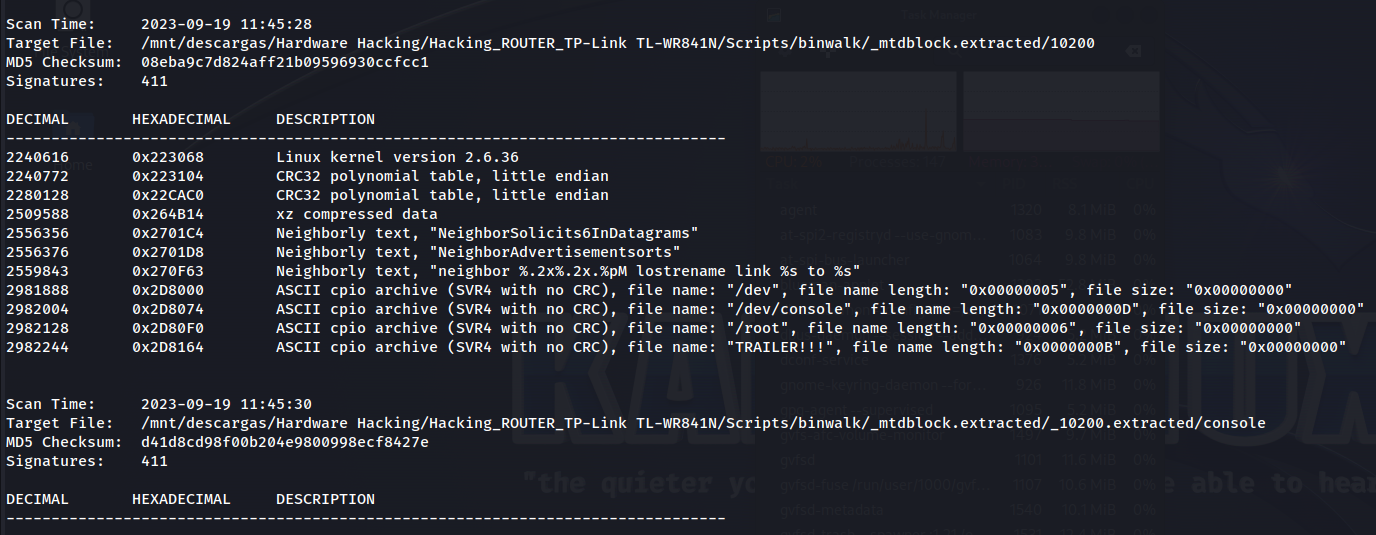 Scan Time:     2023-09-19 11:45:28
Target File:   /mnt/descargas/Hardware Hacking/Hacking_ROUTER_TP-Link TL-WR841N/Scripts/binwalk/_mtdblock.extracted/10200
MD5 Checksum:  08eba9c7d824aff21b09596930ccfcc1
Signatures:    411

DECIMAL       HEXADECIMAL     DESCRIPTION
--------------------------------------------------------------------------------
2240616       0x223068        Linux kernel version 2.6.36
2240772       0x223104        CRC32 polynomial table, little endian
2280128       0x22CAC0        CRC32 polynomial table, little endian
2509588       0x264B14        xz compressed data
2556356       0x2701C4        Neighborly text, "NeighborSolicits6InDatagrams"
2556376       0x2701D8        Neighborly text, "NeighborAdvertisementsorts"
2559843       0x270F63        Neighborly text, "neighbor %.2x%.2x.%pM lostrename link %s to %s"
2981888       0x2D8000        ASCII cpio archive (SVR4 with no CRC), file name: "/dev", file name length: "0x00000005", file size: "0x00000000"
2982004       0x2D8074        ASCII cpio archive (SVR4 with no CRC), file name: "/dev/console", file name length: "0x0000000D", file size: "0x00000000"
2982128       0x2D80F0        ASCII cpio archive (SVR4 with no CRC), file name: "/root", file name length: "0x00000006", file size: "0x00000000"
2982244       0x2D8164        ASCII cpio archive (SVR4 with no CRC), file name: "TRAILER!!!", file name length: "0x0000000B", file size: "0x00000000"

Scan Time:     2023-09-19 11:45:30
Target File:   /mnt/descargas/Hardware Hacking/Hacking_ROUTER_TP-Link TL-WR841N/Scripts/binwalk/_mtdblock.extracted/_10200.extracted/console
MD5 Checksum:  d41d8cd98f00b204e9800998ecf8427e
Signatures:    411

DECIMAL       HEXADECIMAL     DESCRIPTION
--------------------------------------------------------------------------------